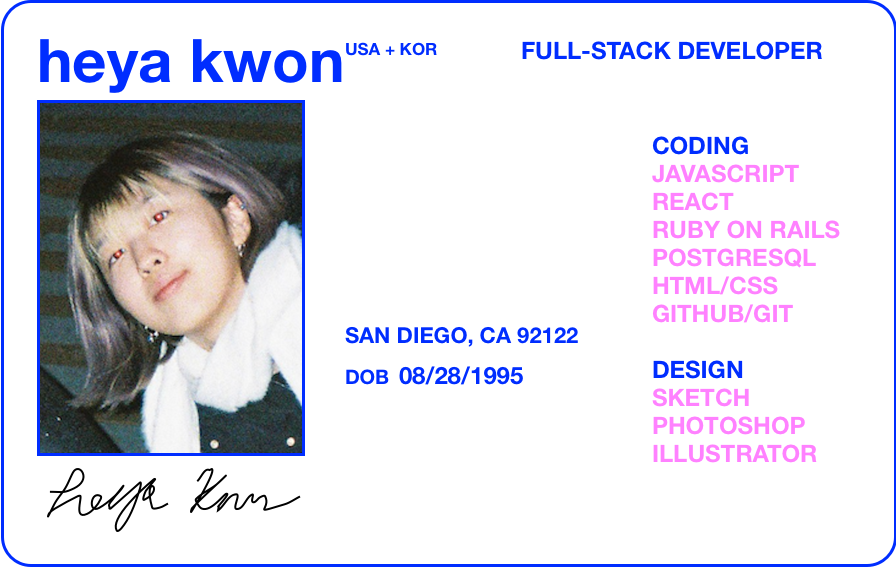 heya kwon USA + KOR
FULL-STACK DEVELOPER
SAN DIEGO, CA 92122
DOB 08/28/1995
CODING
JAVASCRIPT
REACT
RUBY ON RAILS
POSTGRESQL
HTML/CSS
GITHUB/GIT
DESIGN
SKETCH
PHOTOSHOP
ILLUSTRATOR
heya Kwon